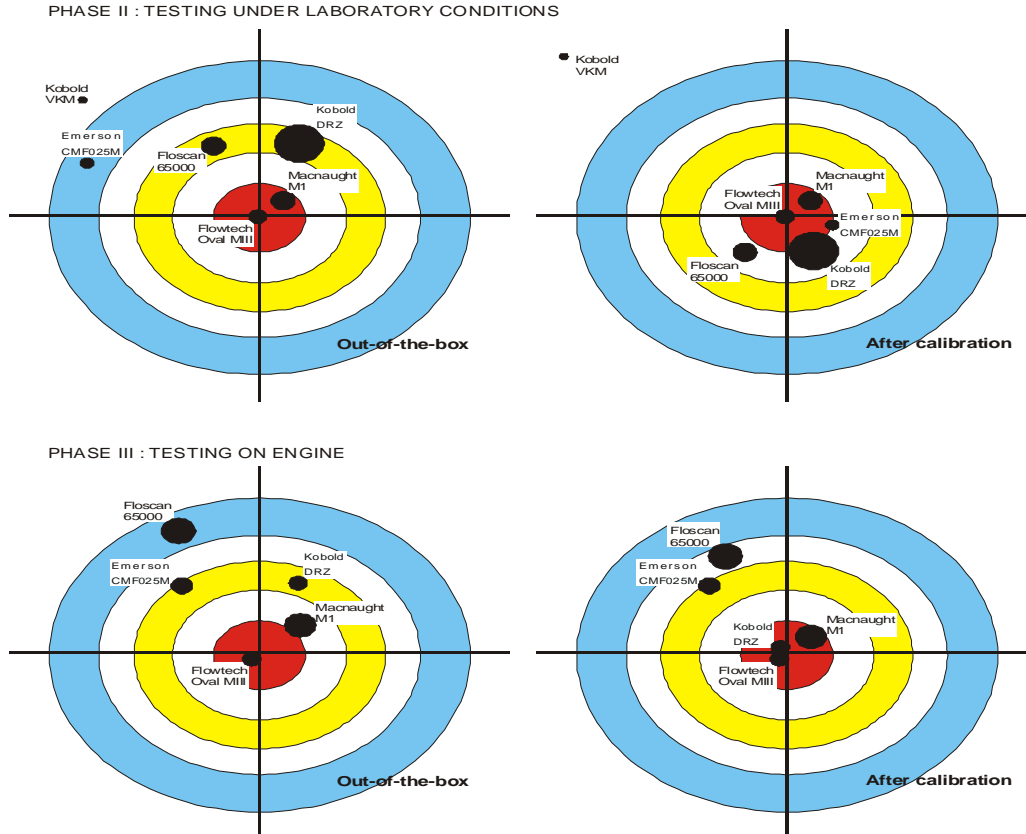 PHASE II : TESTING UNDER LABORATORY CONDITIONS
Kobold
VKM
Emerson
CMF025M
Floscan
65000
Kobold
DRZ
Macnaught
M1
Flowtech
Oval MIII
Out-of-the-box
Kobold
VKM
Macnaught
M1
Flowtech
Oval MIII
Emerson
CMF025M
Floscan
65000
Kobold
DRZ
After calibration
PHASE III : TESTING ON ENGINE
Floscan
65000
Emerson
CMF025M
Kobold
DRZ
Macnaught
M1
Flowtech
Oval MIII
Out-of-the-box
Floscan
65000
Emerson
CMF025M
Kobold
DRZ
Macnaught
M1
Flowtech
Oval MIII
After calibration